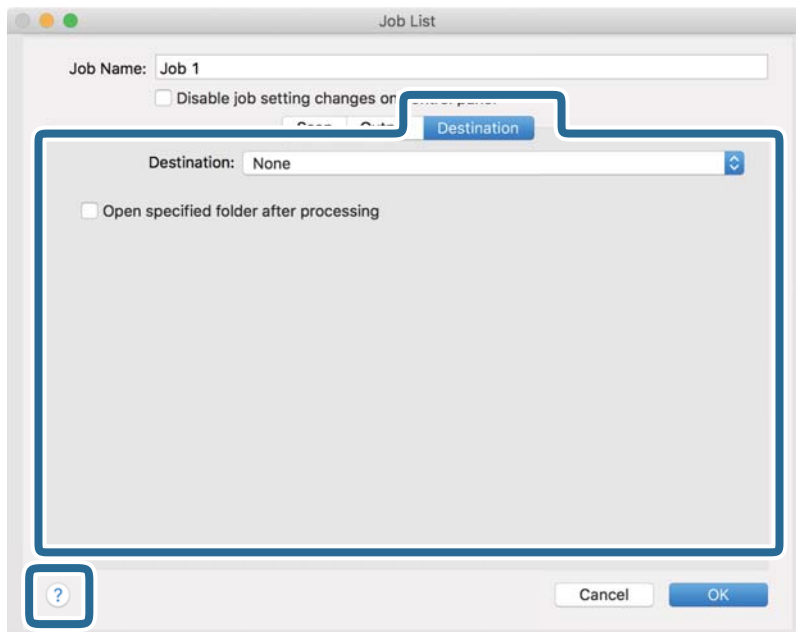 Job List
Job Name: Job 1
Disable job setting changes on
Destination
Destination: None
Open specified folder after processing
? Cancel OK